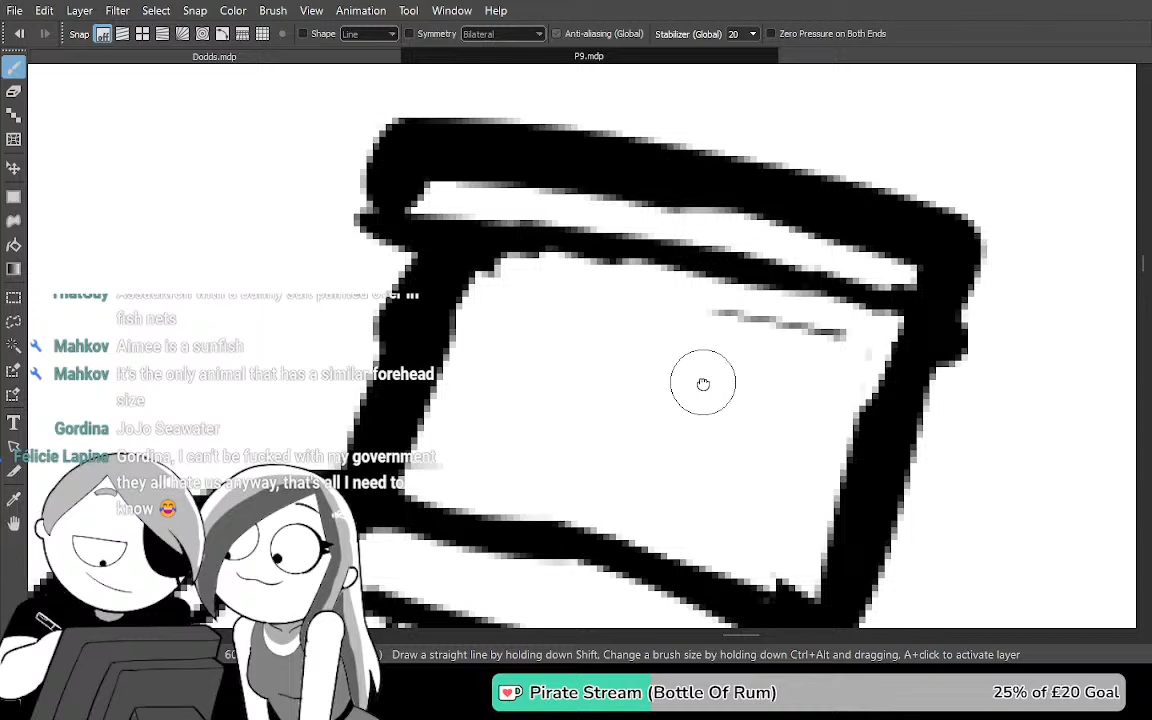 File Edit Layer Filter Select Snap Color Brush View Animation Tool Window Help
Snap off Shape Line Symmetry Bilateral Anti-aliasing (Global) Stabilizer (Global) 20 Zero Pressure on Both Ends
Dodds.mdp P9.mdp
fish nets
Mahkov Aimee is a sunfish
Mahkov It's the only animal that has a similar forehead
size
Gordina JoJo Seawater
Félicie Lapine Gordina, I can't be fucked with my government
they all hate us anyway, that's all I need to
know 😂
Draw a straight line by holding down Shift. Change a brush size by holding down Ctrl+Alt and dragging, A+click to activate layer
Pirate Stream (Bottle Of Rum) 25% of £20 Goal